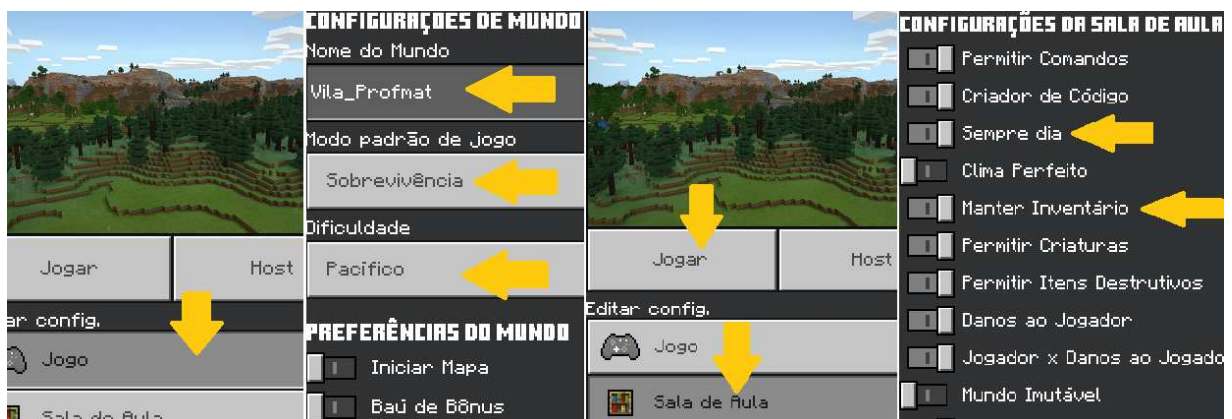 Jogar
Host
ar config.
Jogo
Sala de Aula
CONFIGURAÇÕES DE MUNDO
Nome do Mundo
Vila_Profmat
Modo padrão de jogo
Sobrevivência
Dificuldade
Pacífico
PREFERÊNCIAS DO MUNDO
Iniciar Mapa
Baú de Bônus
Jogar
Host
Editar config.
Jogo
Sala de Aula
CONFIGURAÇÕES DA SALA DE AULA
Permitir Comandos
Criador de Código
Sempre dia
Clima Perfeito
Manter Inventário
Permitir Criaturas
Permitir Itens Destrutivos
Danos ao Jogador
Jogador x Danos ao Jogado
Mundo Imutável